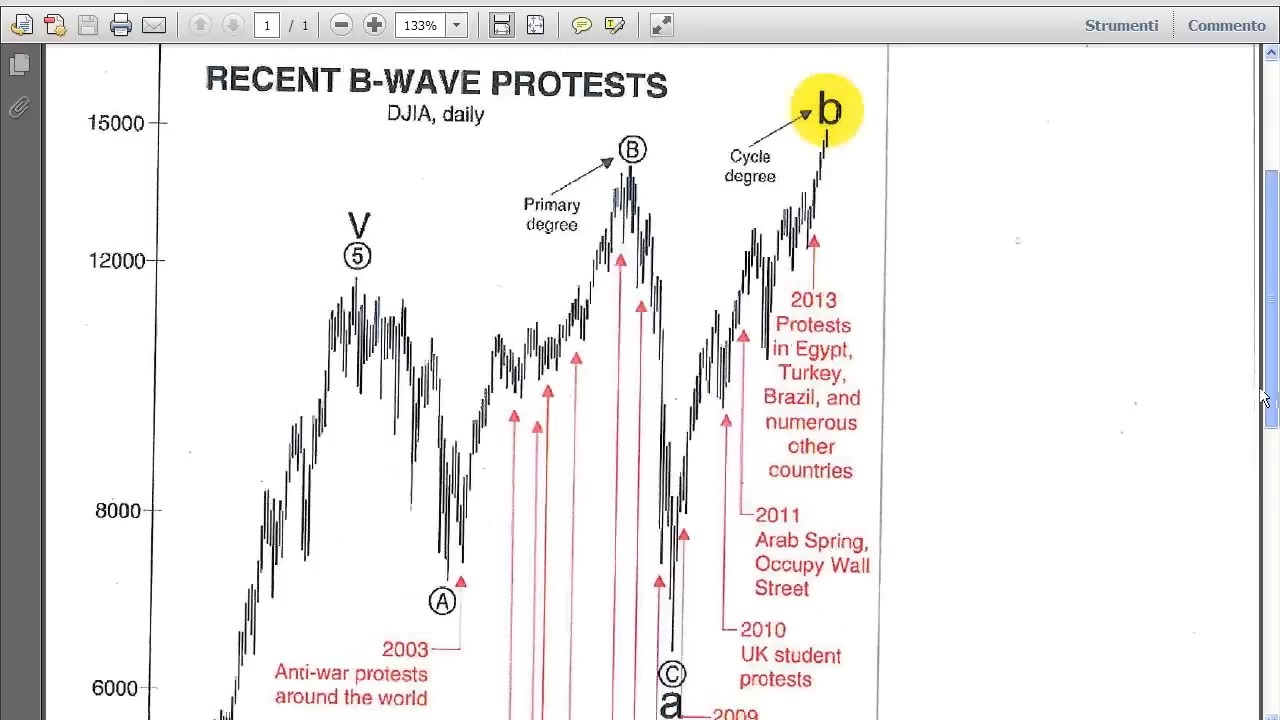 1 / 1
133%
Strumenti
Commento
RECENT B-WAVE PROTESTS
DJIA, daily
15000
12000
8000
6000
V
5
A
Primary
degree
B
C
a
Cycle
degree
b
2003
Anti-war protests
around the world
2009
2010
UK student
protests
2011
Arab Spring,
Occupy Wall
Street
2013
Protests
in Egypt,
Turkey,
Brazil, and
numerous
other
countries